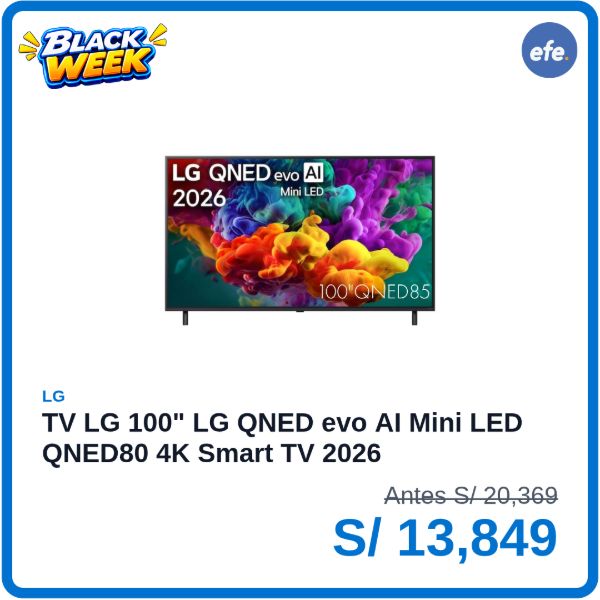 BLACK
WEEK
efe.
LG QNED evo AI
Mini LED
2026
100"QNED85
LG
TV LG 100" LG QNED evo AI Mini LED
QNED80 4K Smart TV 2026
Antes S/ 20,369
S/ 13,849